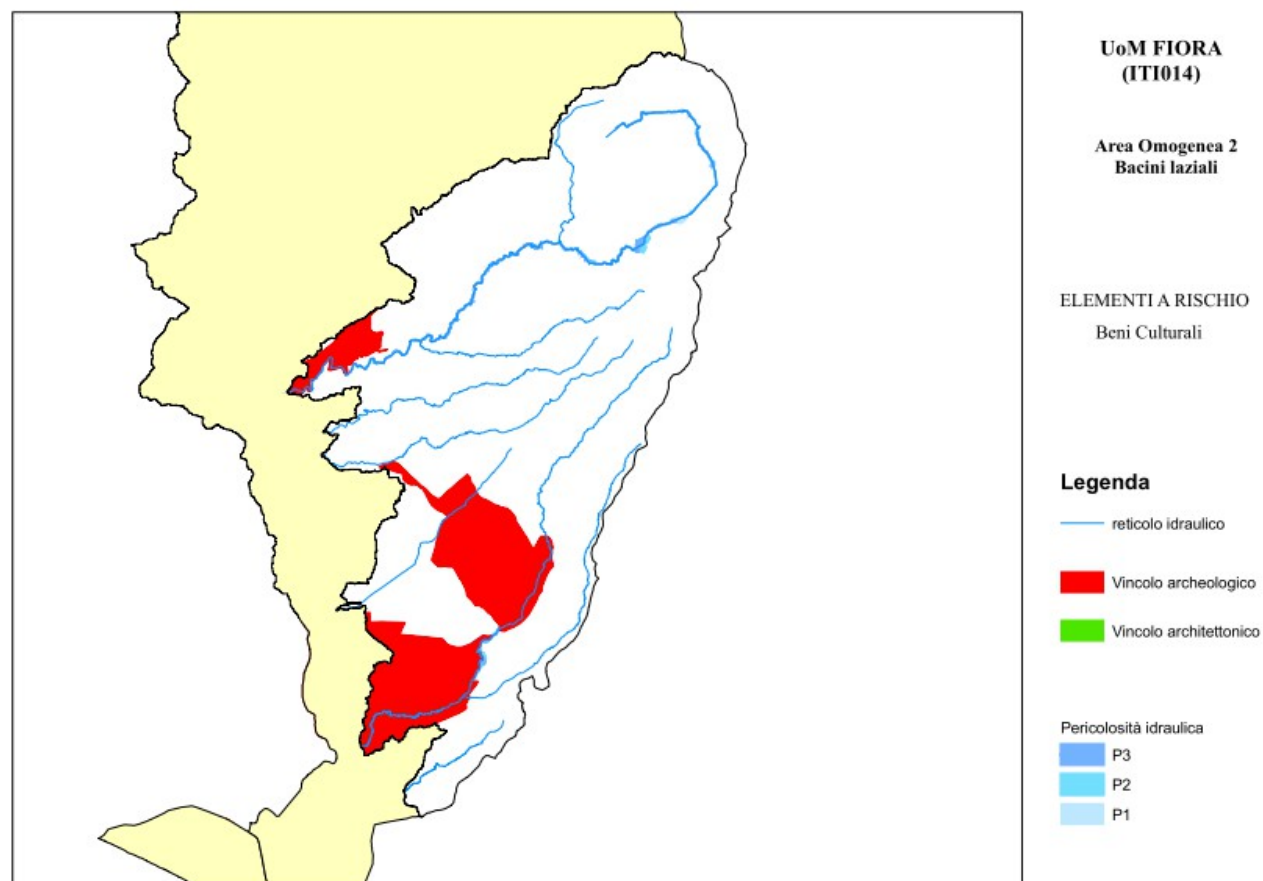 UoM FIORA
(ITI014)
Area Omogenea 2
Bacini laziali
ELEMENTI A RISCHIO
Beni Culturali
Legenda
reticolo idraulico
Vincolo archeologico
Vincolo architettonico
Pericolosità idraulica
P3
P2
P1